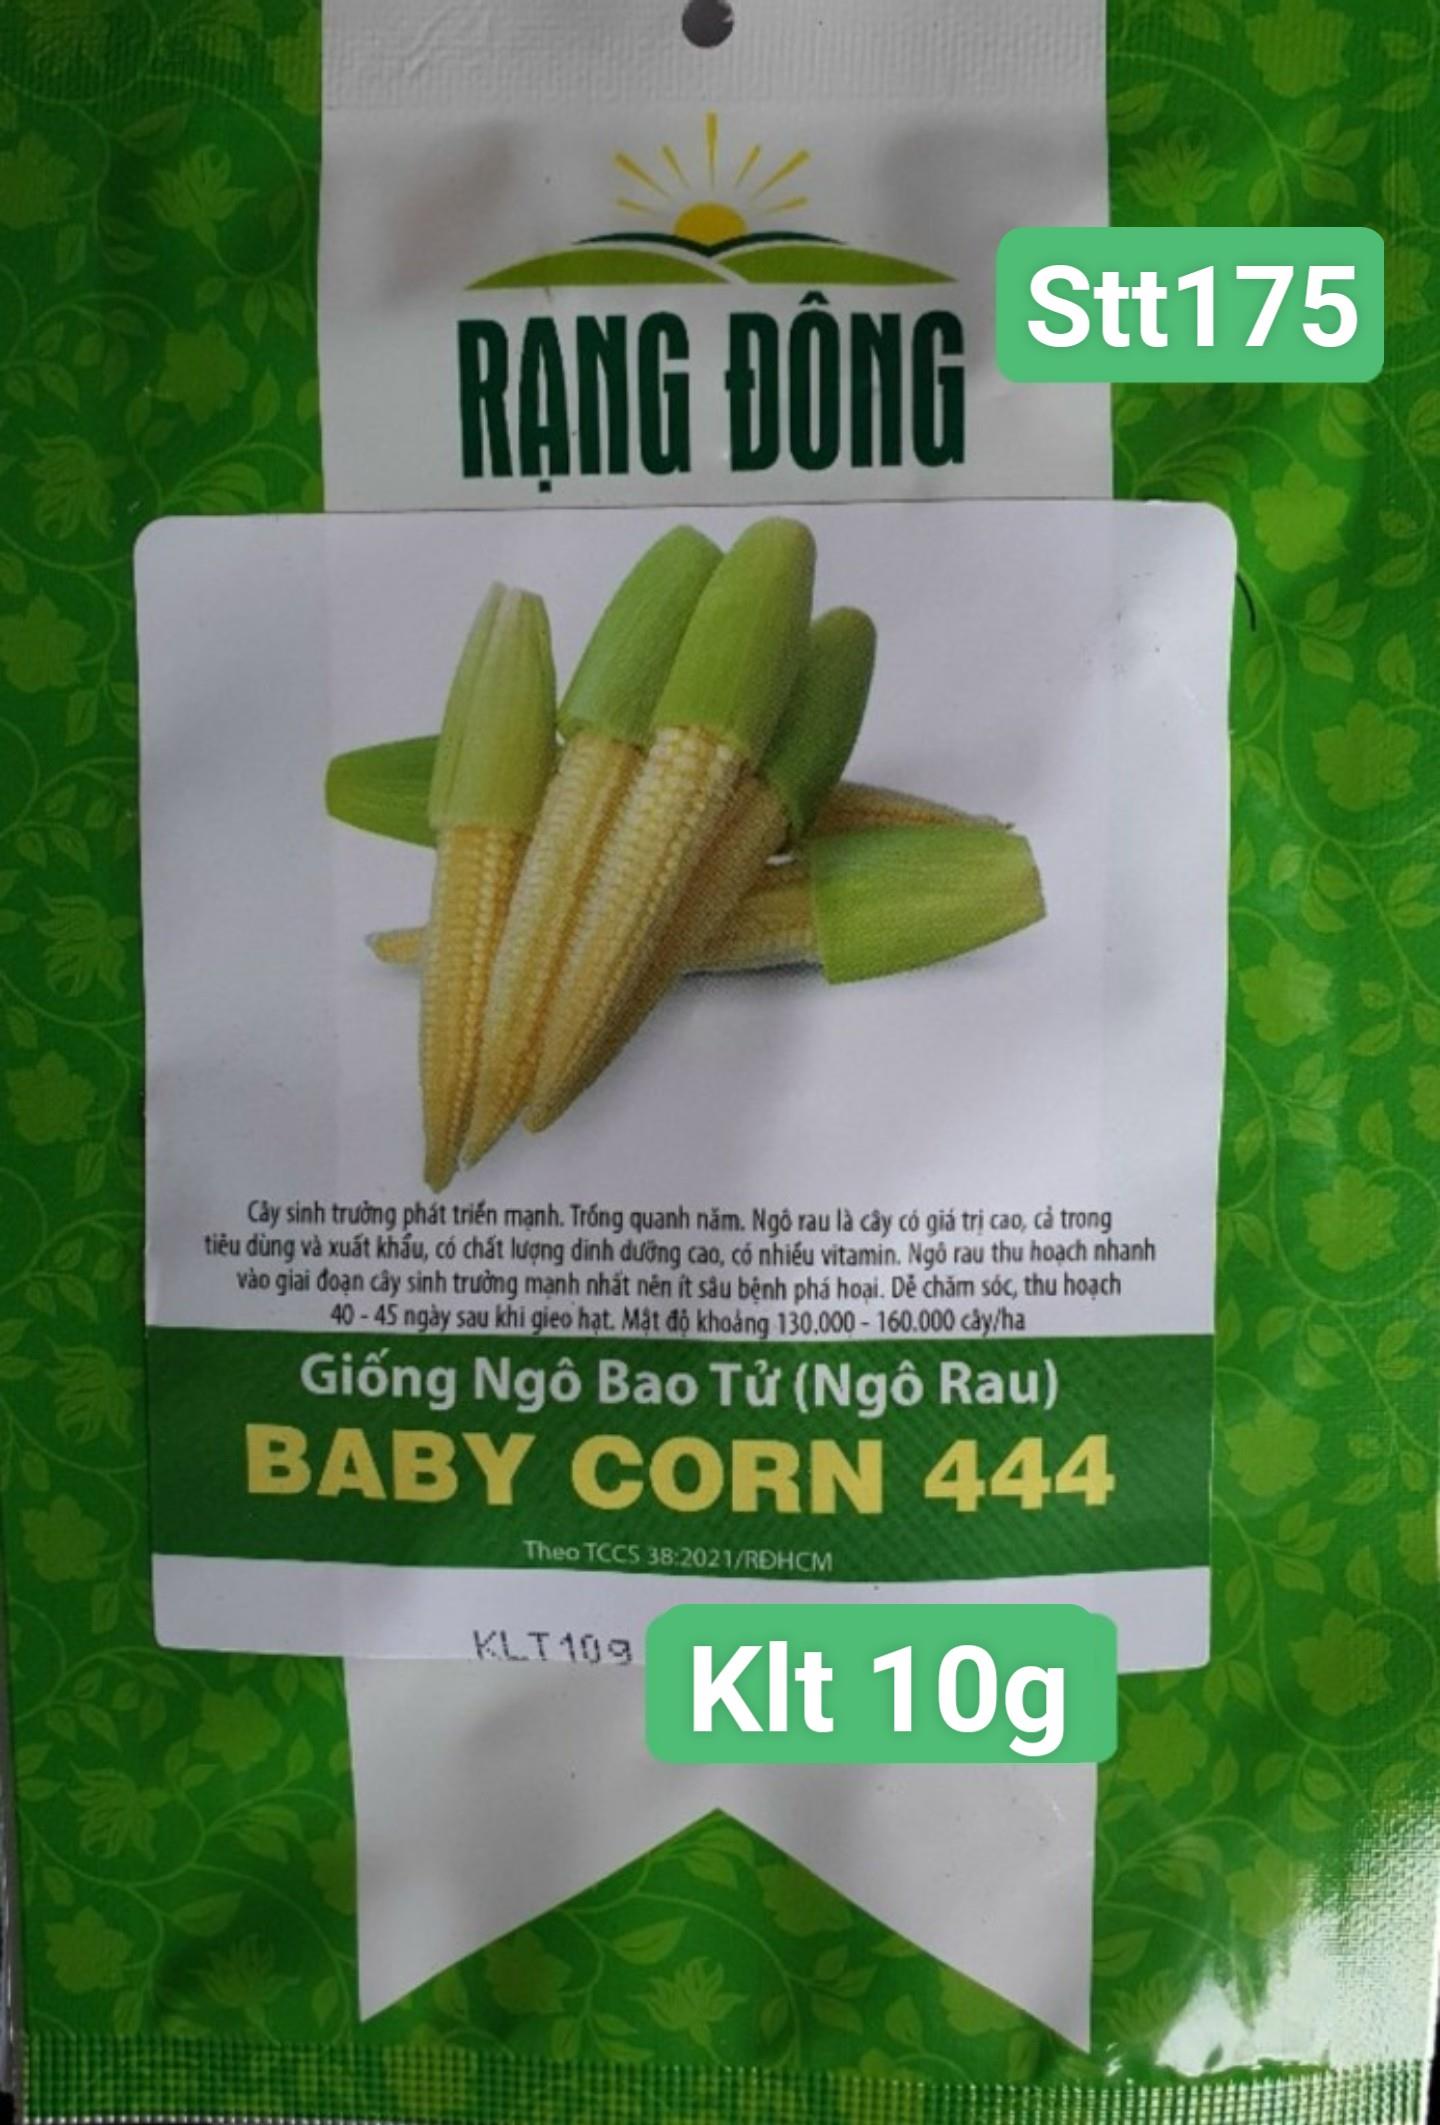 RẠNG ĐÔNG
Stt175
Cây sinh trưởng phát triển mạnh. Trồng quanh năm. Ngô rau là cây có giá trị cao, cả trong
tiêu dùng và xuất khẩu, có chất lượng dinh dưỡng cao, có nhiều vitamin. Ngô rau thu hoạch nhanh
vào giai đoạn cây sinh trưởng mạnh nhất nên ít sâu bệnh phá hoại. Dễ chăm sóc, thu hoạch
40 - 45 ngày sau khi gieo hạt. Mật độ khoảng 130.000 - 160.000 cây/ha
Giống Ngô Bao Tử (Ngô Rau)
BABY CORN 444
Theo TCCS 38:2021/RĐHCM
KLT 10g
Klt 10g